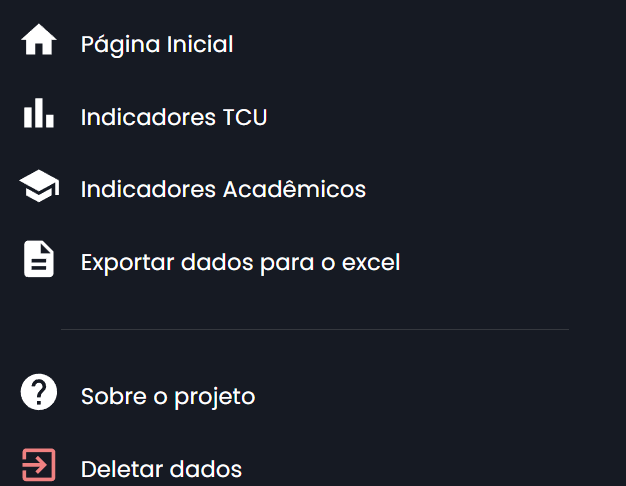 Página Inicial
Indicadores TCU
Indicadores Acadêmicos
Exportar dados para o excel
Sobre o projeto
Deletar dados